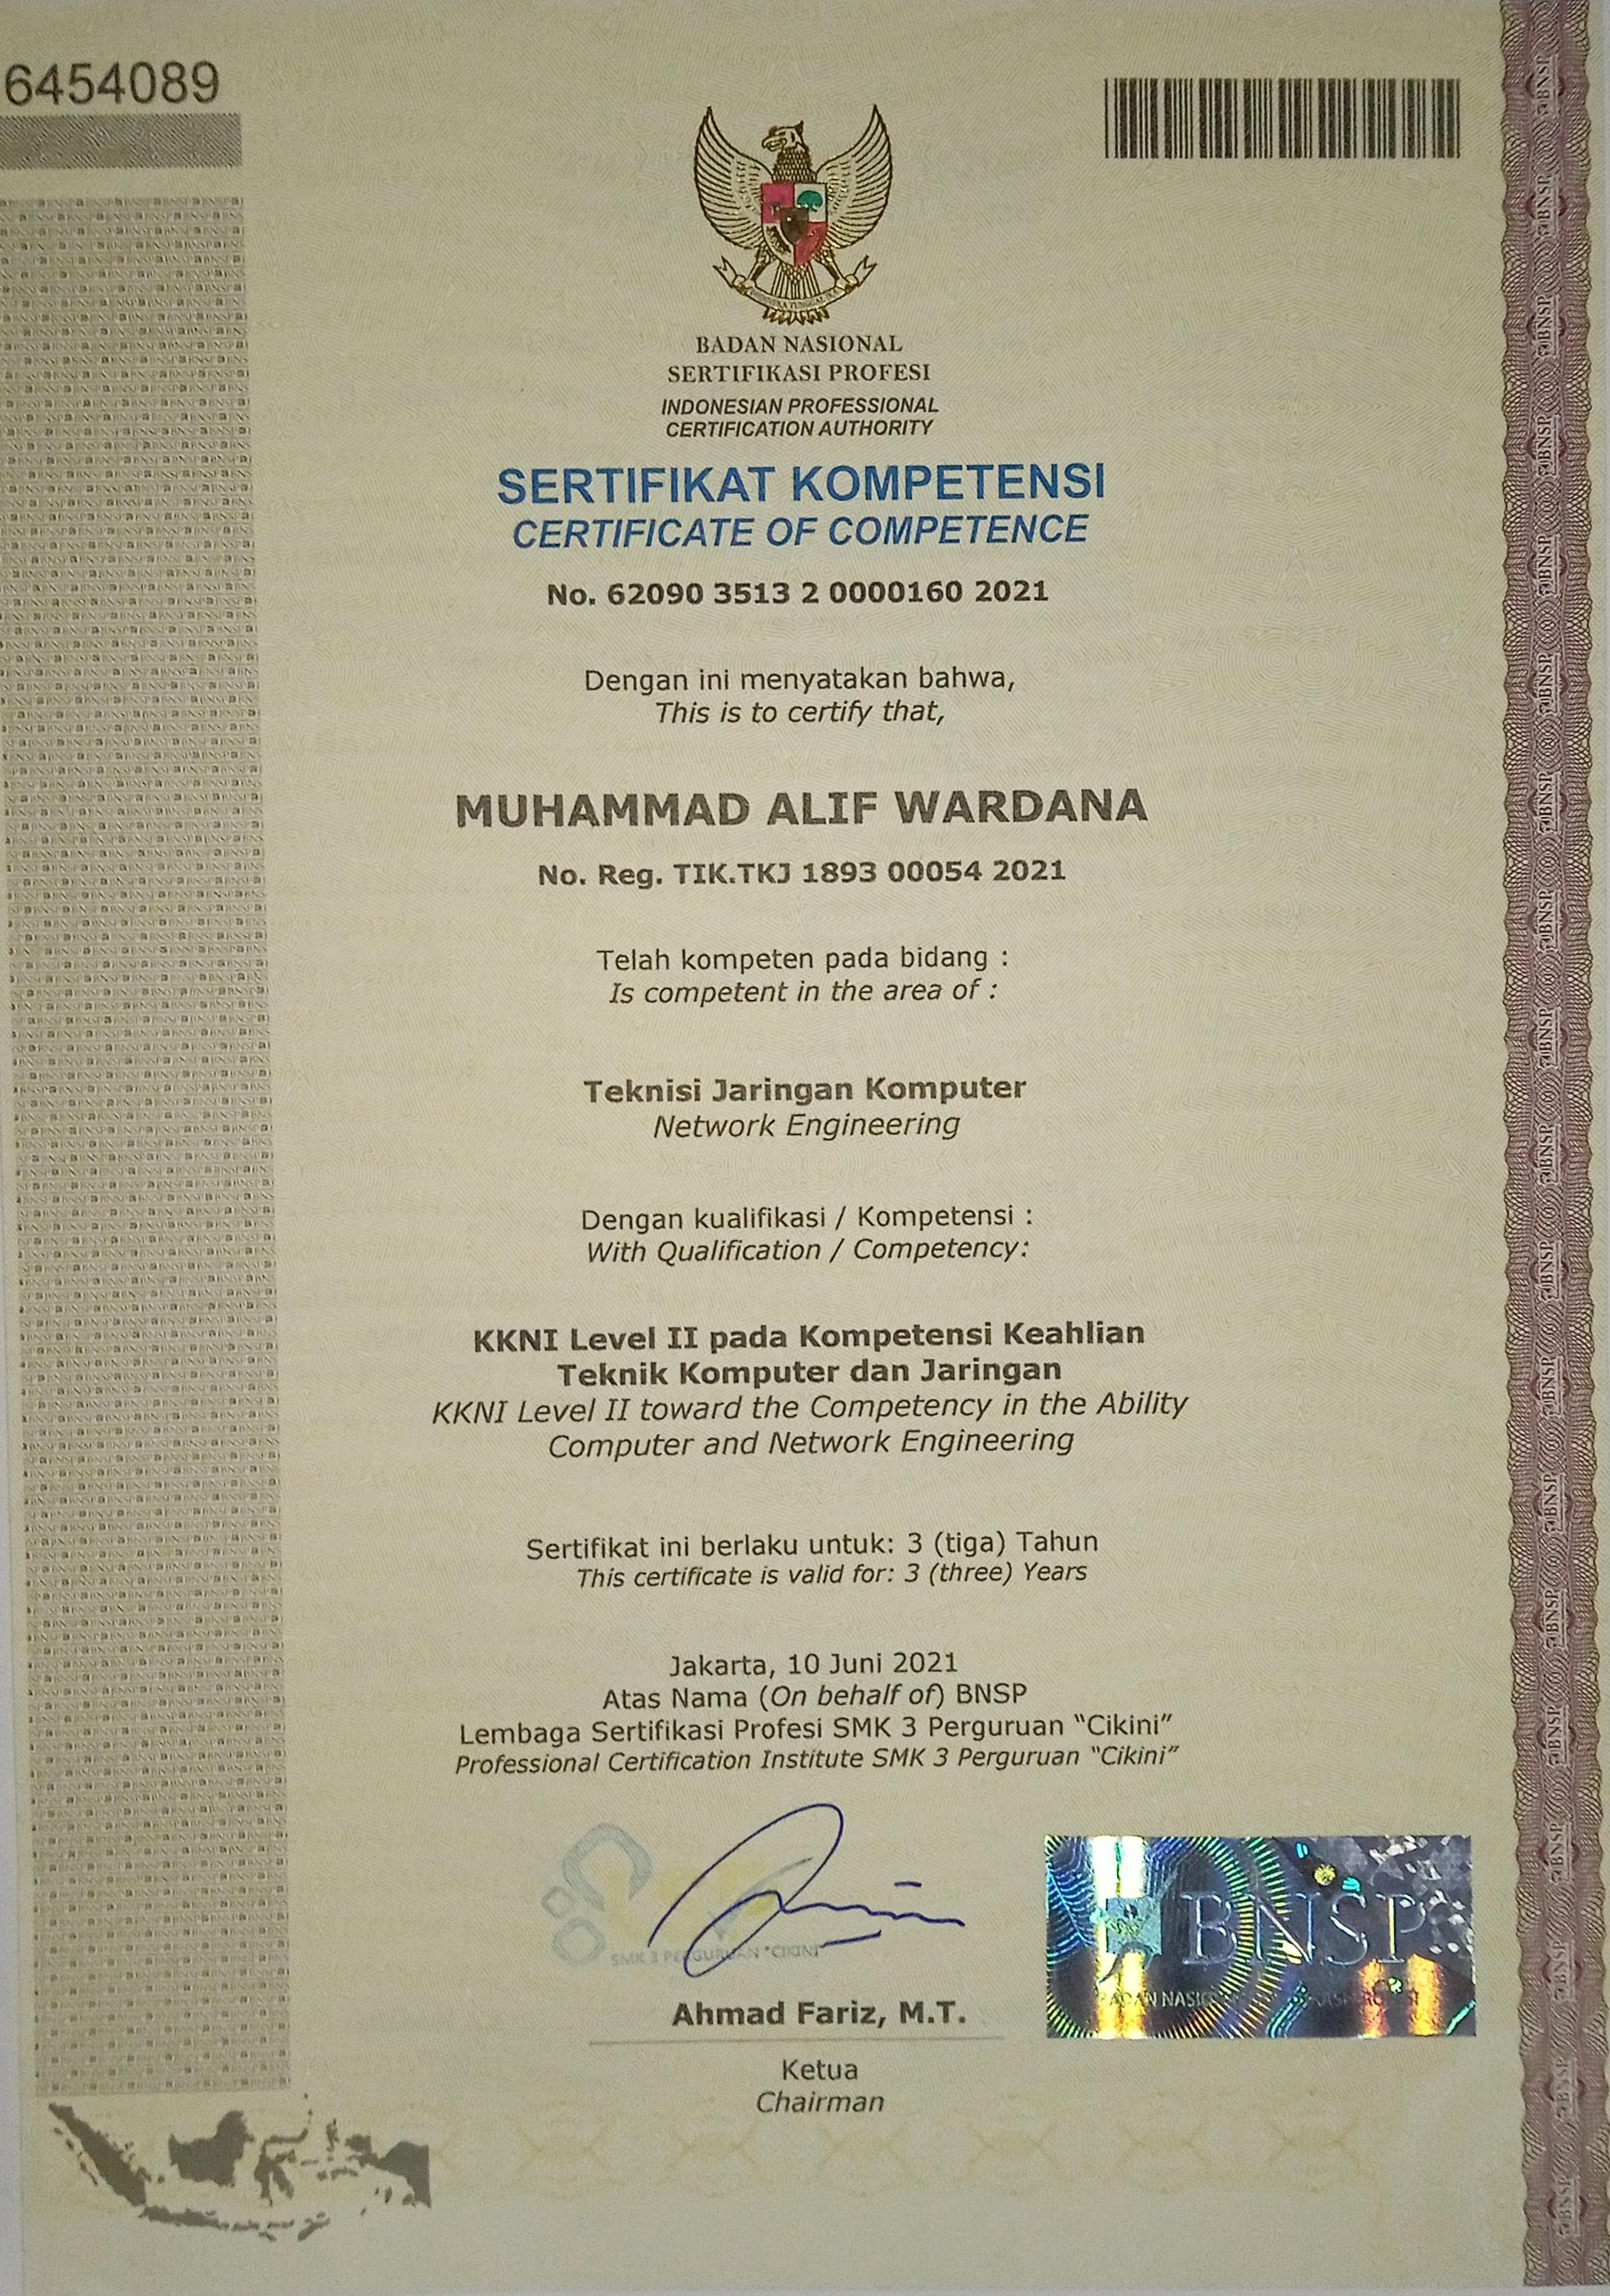 6454089
BADAN NASIONAL
SERTIFIKASI PROFESI
INDONESIAN PROFESSIONAL
CERTIFICATION AUTHORITY
SERTIFIKAT KOMPETENSI
CERTIFICATE OF COMPETENCE
No. 62090 3513 2 0000160 2021
Dengan ini menyatakan bahwa,
This is to certify that,
MUHAMMAD ALIF WARDANA
No. Reg. TIK.TKJ 1893 00054 2021
Telah kompeten pada bidang :
Is competent in the area of :
Teknisi Jaringan Komputer
Network Engineering
Dengan kualifikasi / Kompetensi :
With Qualification / Competency:
KKNI Level II pada Kompetensi Keahlian
Teknik Komputer dan Jaringan
KKNI Level II toward the Competency in the Ability
Computer and Network Engineering
Sertifikat ini berlaku untuk: 3 (tiga) Tahun
This certificate is valid for: 3 (three) Years
Jakarta, 10 Juni 2021
Atas Nama (On behalf of) BNSP
Lembaga Sertifikasi Profesi SMK 3 Perguruan “Cikini”
Professional Certification Institute SMK 3 Perguruan “Cikini”
SMK 3 PERGURUAN "CIKINI"
BNSP
Ahmad Fariz, M.T.
Ketua
Chairman